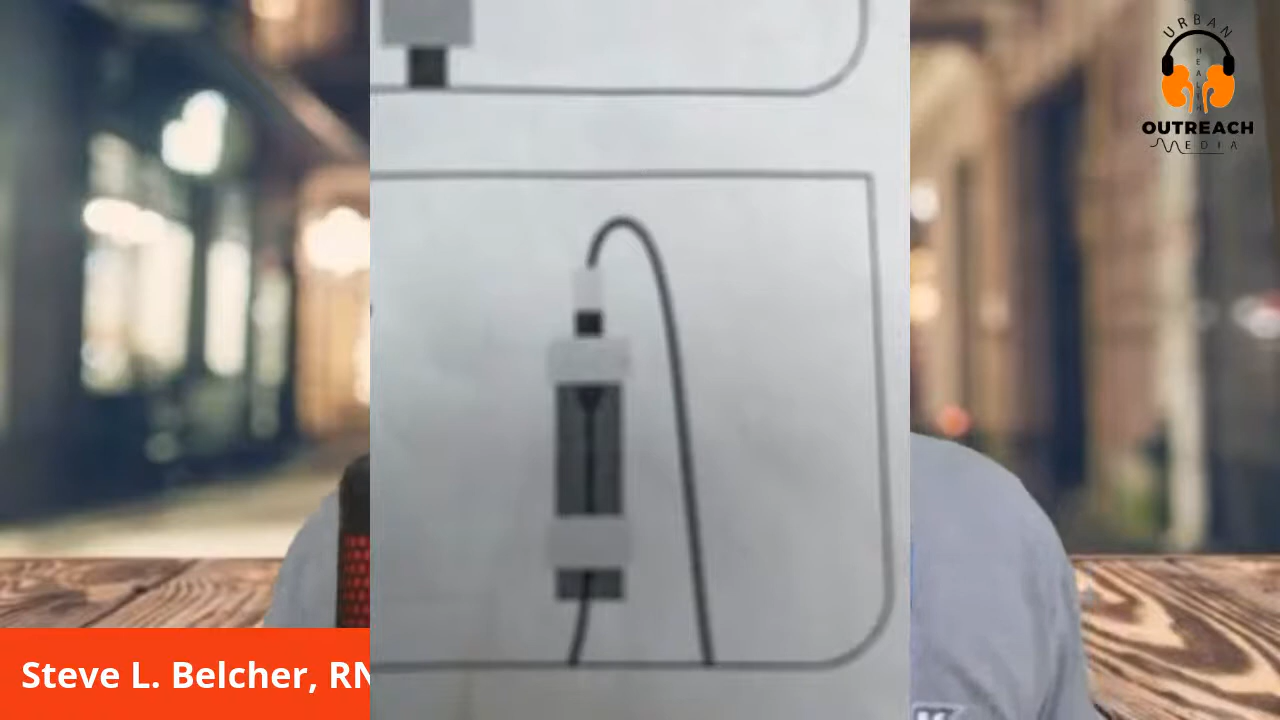 URBAN
HEALTH
OUTREACH
MEDIA
Steve L. Belcher, RN